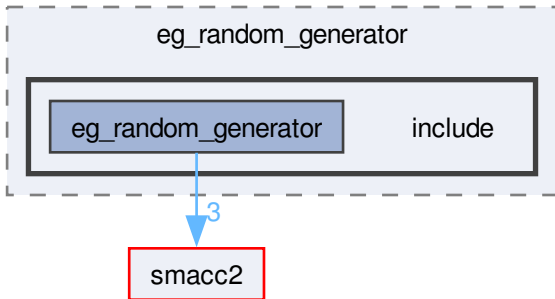 eg_random_generator
eg_random_generator
include
3
smacc2